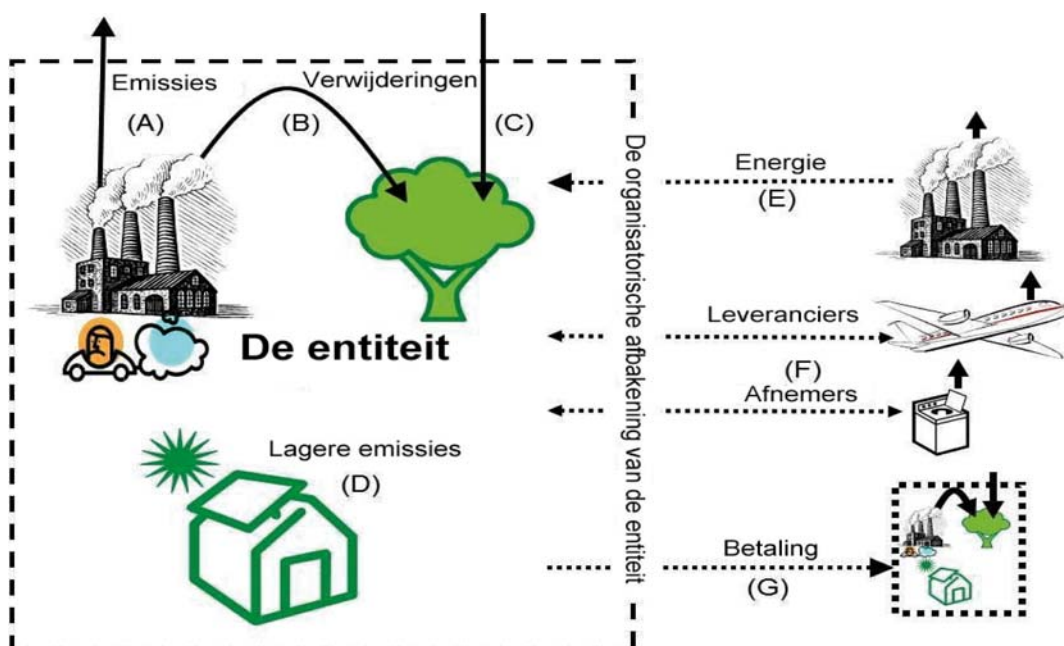 Emissies
(A)
(B)
Verwijderingen
(C)
De entiteit
Lagere emissies
(D)
De organisatorische afbakening van de entiteit
Energie
(E)
Leveranciers
(F)
Afnemers
Betaling
(G)